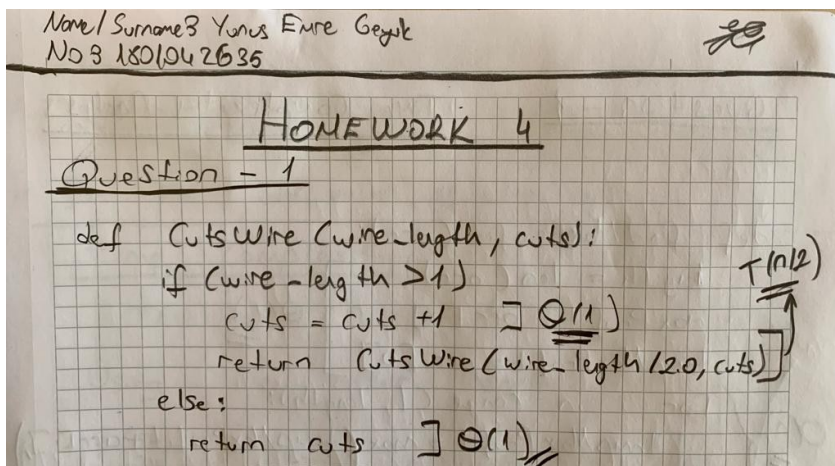 Name/Surname: Yunus Emre Geyik
No: 1801042635
HOMEWORK 4
Question - 1
def CutsWire (wire_length, cuts):
if (wire_length >1)
T(n/2)
cuts = cuts +1 ] Θ(1)
return CutsWire (wire_length /2.0, cuts)]
else:
return cuts ] Θ(1)